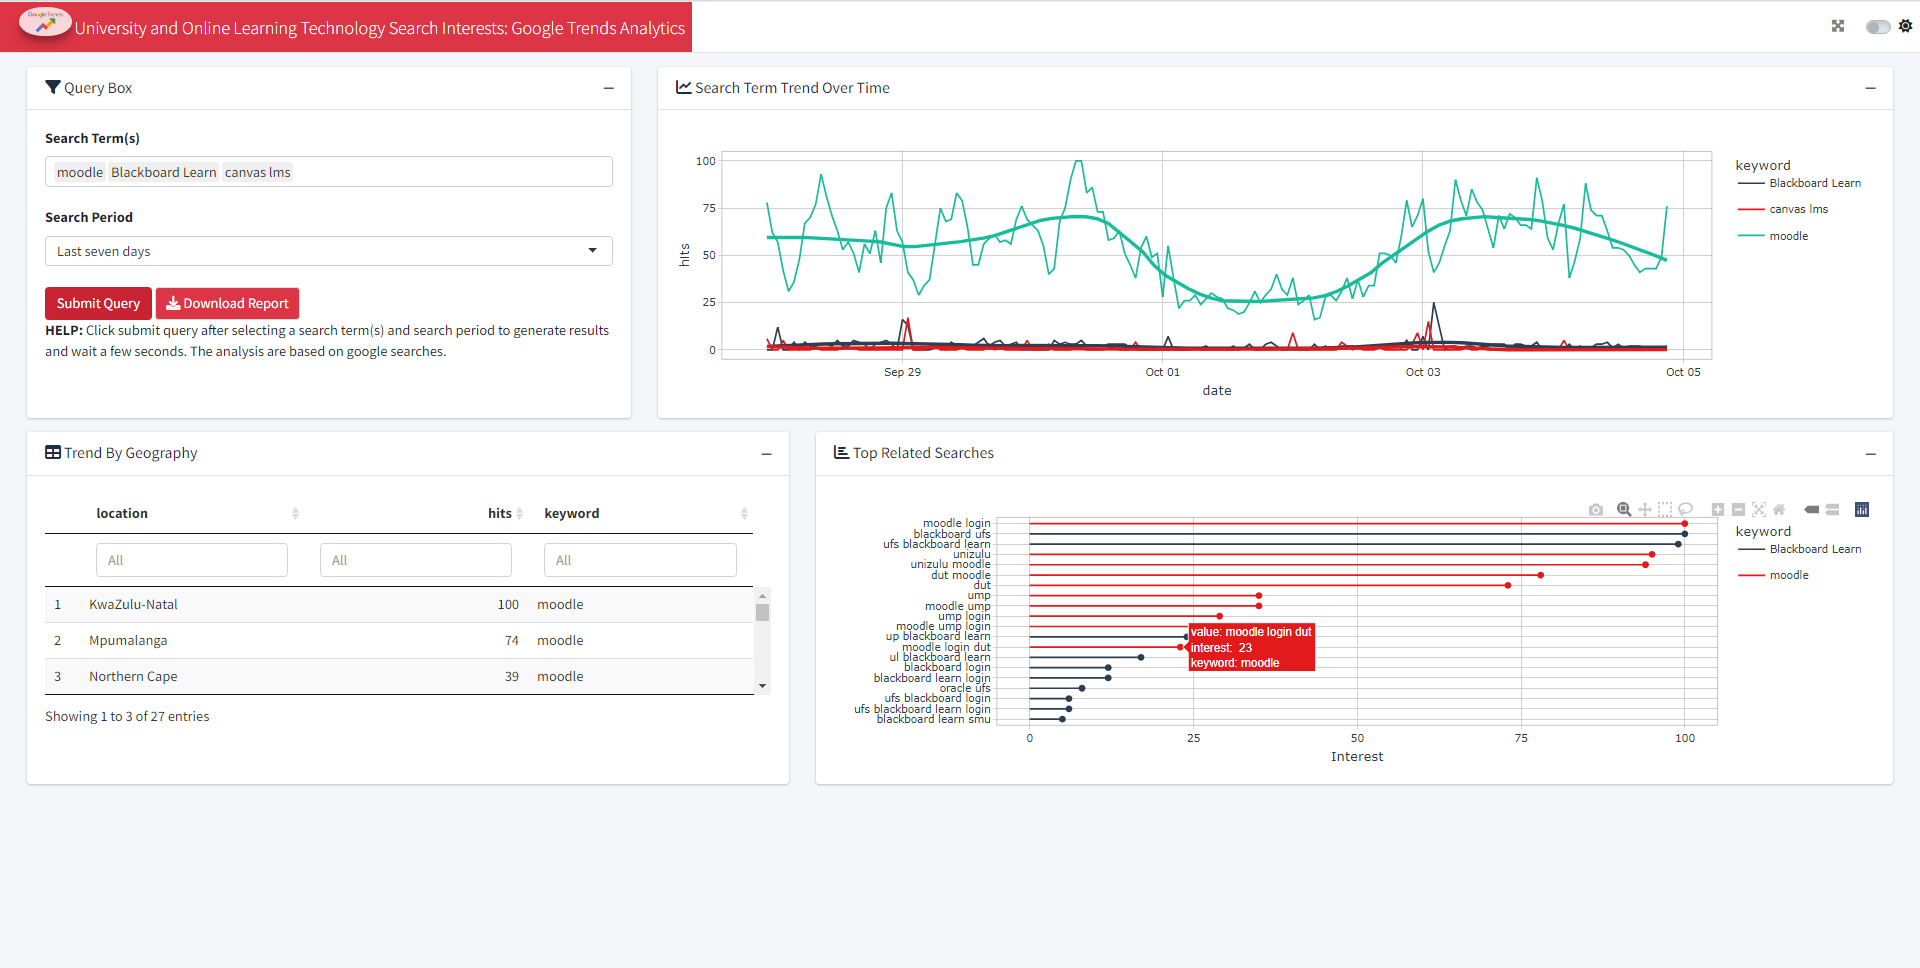 Google Trends
University and Online Learning Technology Search Interests: Google Trends Analytics
Query Box
Search Term(s)
moodle Blackboard Learn canvas lms
Search Period
Last seven days
Submit Query Download Report
HELP: Click submit query after selecting a search term(s) and search period to generate results
and wait a few seconds. The analysis are based on google searches.
Search Term Trend Over Time
100
75
50
25
0
hits
Sep 29 Oct 01 Oct 03 Oct 05
date
keyword
Blackboard Learn
canvas lms
moodle
Trend By Geography
location hits keyword
All All All
1 KwaZulu-Natal 100 moodle
2 Mpumalanga 74 moodle
3 Northern Cape 39 moodle
Showing 1 to 3 of 27 entries
Top Related Searches
moodle login
blackboard ufs
ufs blackboard learn
unizulu
unizulu moodle
dut moodle
dut
ump
moodle ump
ump login
moodle ump login
up blackboard learn
moodle login dut
ul blackboard learn
blackboard login
blackboard learn login
oracle ufs
ufs blackboard login
ufs blackboard learn login
blackboard learn smu
value: moodle login dut
interest: 23
keyword: moodle
0 25 50 75 100
Interest
keyword
Blackboard Learn
moodle